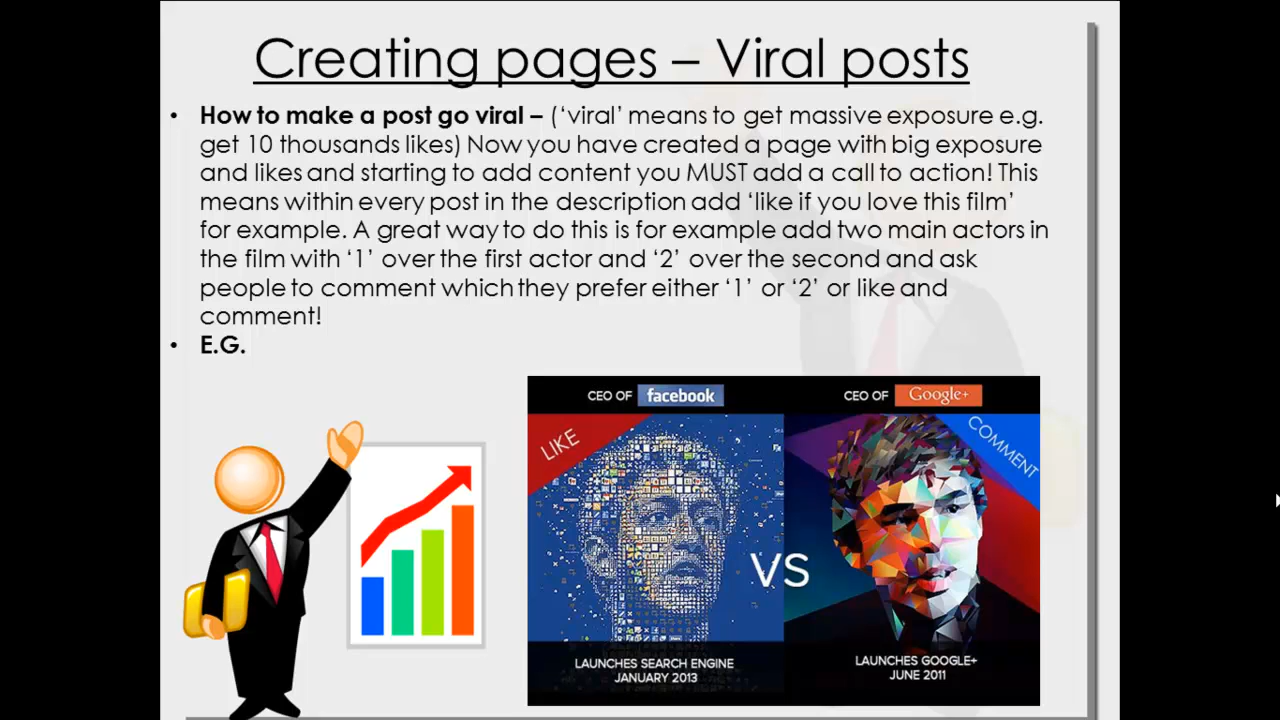 Creating pages – Viral posts
• How to make a post go viral – (‘viral’ means to get massive exposure e.g.
get 10 thousands likes) Now you have created a page with big exposure
and likes and starting to add content you MUST add a call to action! This
means within every post in the description add ‘like if you love this film’
for example. A great way to do this is for example add two main actors in
the film with ‘1’ over the first actor and ‘2’ over the second and ask
people to comment which they prefer either ‘1’ or ‘2’ or like and
comment!
• E.G.
CEO OF facebook
CEO OF Google+
LIKE
COMMENT
VS
LAUNCHES SEARCH ENGINE
JANUARY 2013
LAUNCHES GOOGLE+
JUNE 2011